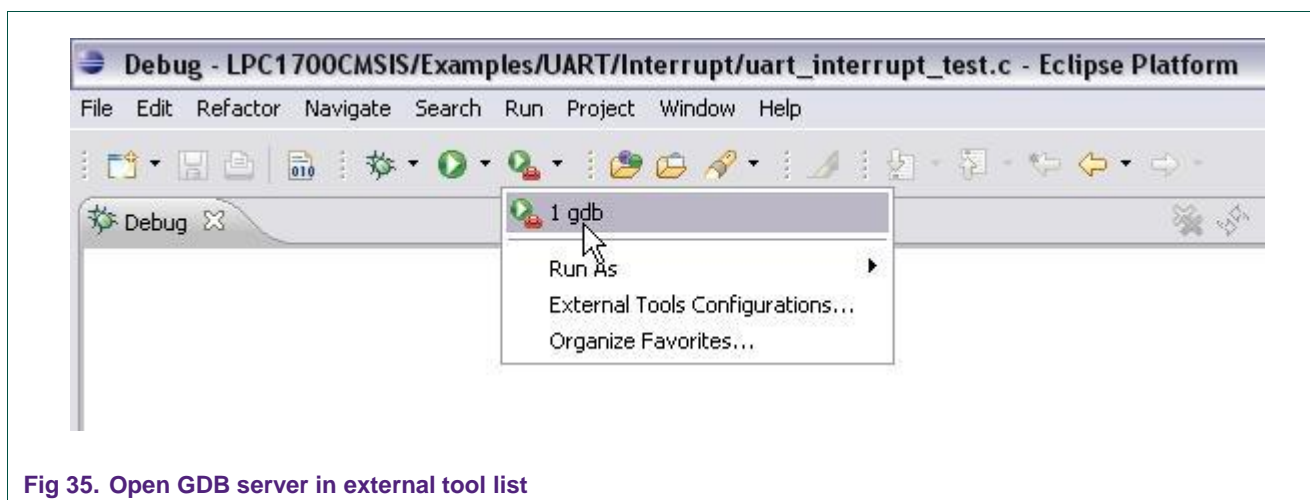 Debug - LPC1700CMSIS/Examples/UART/Interrupt/uart_interrupt_test.c - Eclipse Platform
File Edit Refactor Navigate Search Run Project Window Help
010
Debug
1 gdb
Run As
External Tools Configurations...
Organize Favorites...
Fig 35. Open GDB server in external tool list